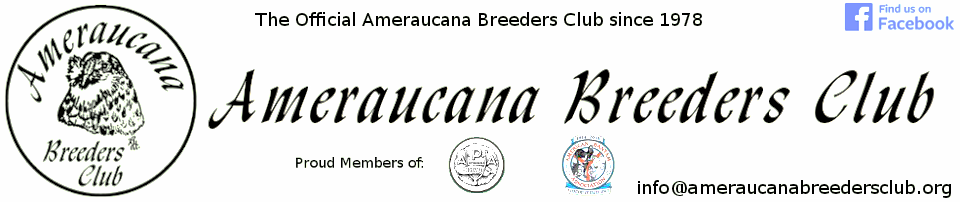 The Official Ameraucana Breeders Club since 1978
Find us on
Facebook
Ameraucana
Breeders
Club
Ameraucana Breeders Club
Proud Members of:
info@ameraucanabreedersclub.org